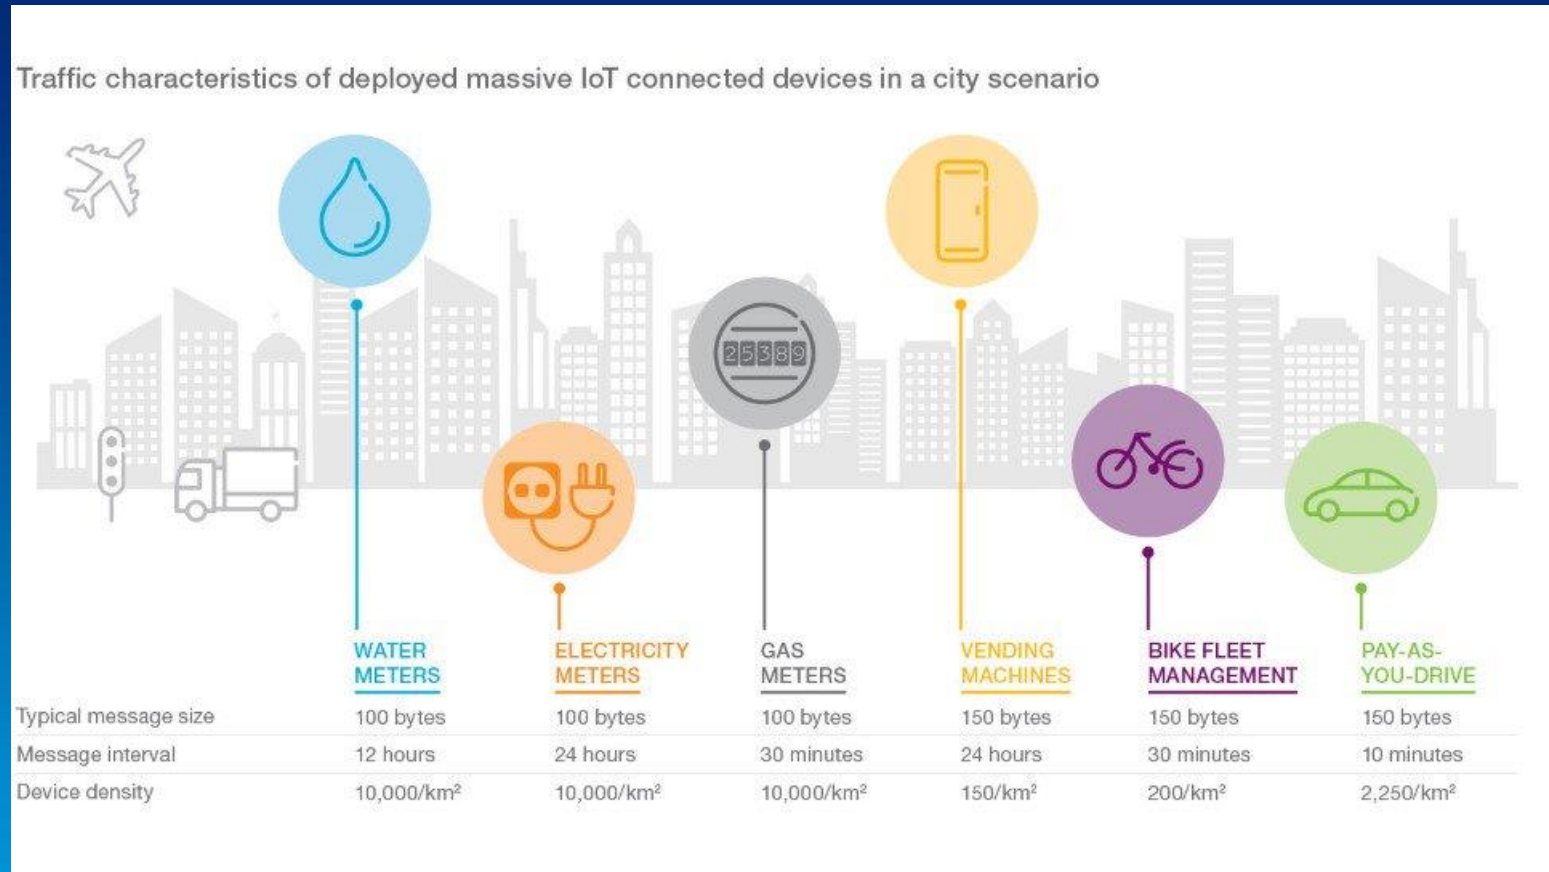 Traffic characteristics of deployed massive IoT connected devices in a city scenario
25389
WATER METERS
ELECTRICITY METERS
GAS METERS
VENDING MACHINES
BIKE FLEET MANAGEMENT
PAY-AS-YOU-DRIVE
Typical message size 100 bytes 100 bytes 100 bytes 150 bytes 150 bytes 150 bytes
Message interval 12 hours 24 hours 30 minutes 24 hours 30 minutes 10 minutes
Device density 10,000/km² 10,000/km² 10,000/km² 150/km² 200/km² 2,250/km²